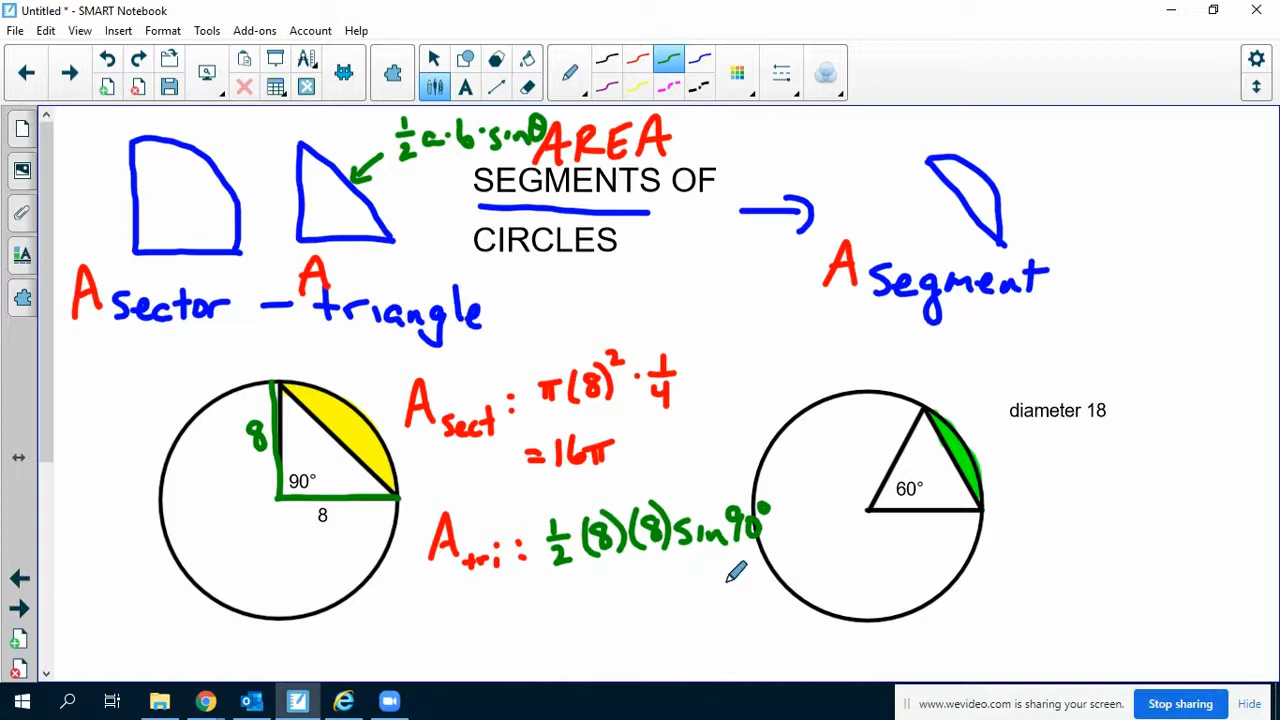 Untitled * - SMART Notebook
File Edit View Insert Format Tools Add-ons Account Help
1/2 a·b·sinθ
AREA
SEGMENTS OF
CIRCLES
A sector - A triangle
A segment
A sect : π(8)² · 1/4
= 16π
diameter 18
8
90°
8
60°
A tri : 1/2 (8)(8) sin 90°
www.wevideo.com is sharing your screen.
Stop sharing
Hide